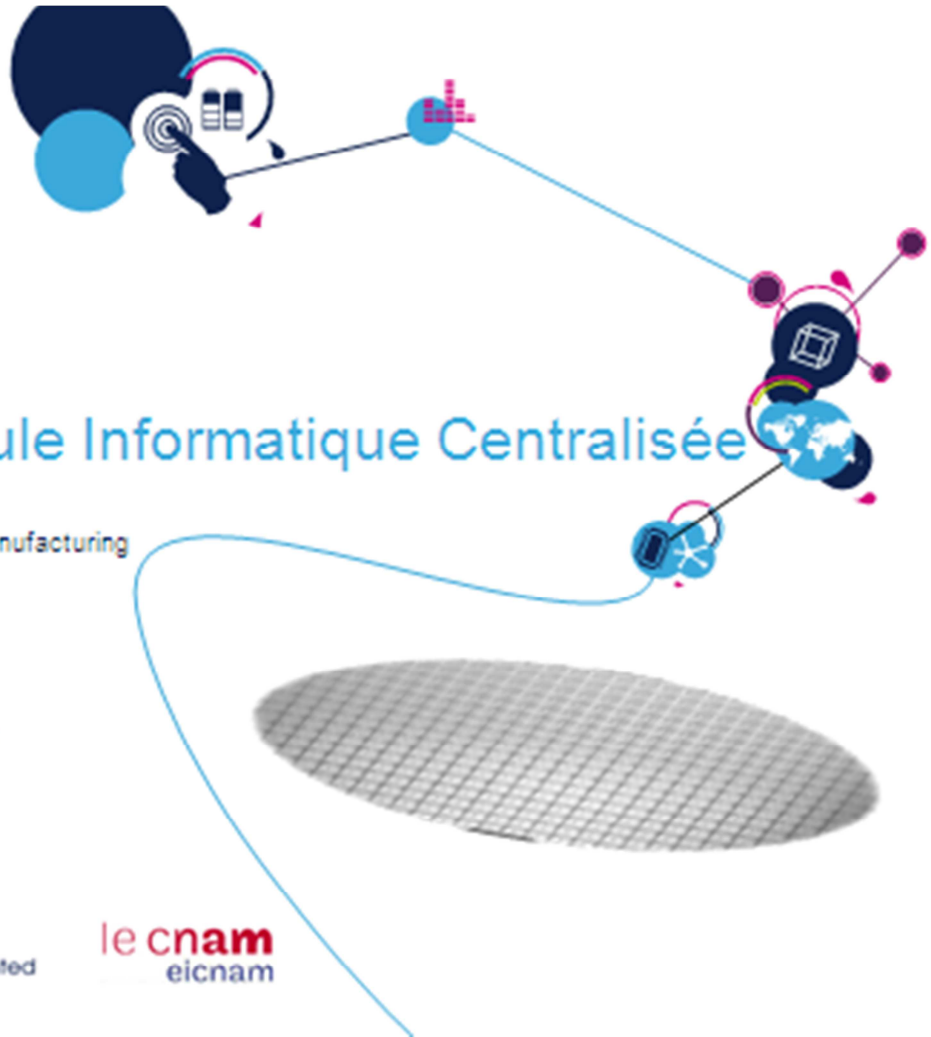 ule Informatique Centralisée
nufacturing
le cnam
ted
eicnam